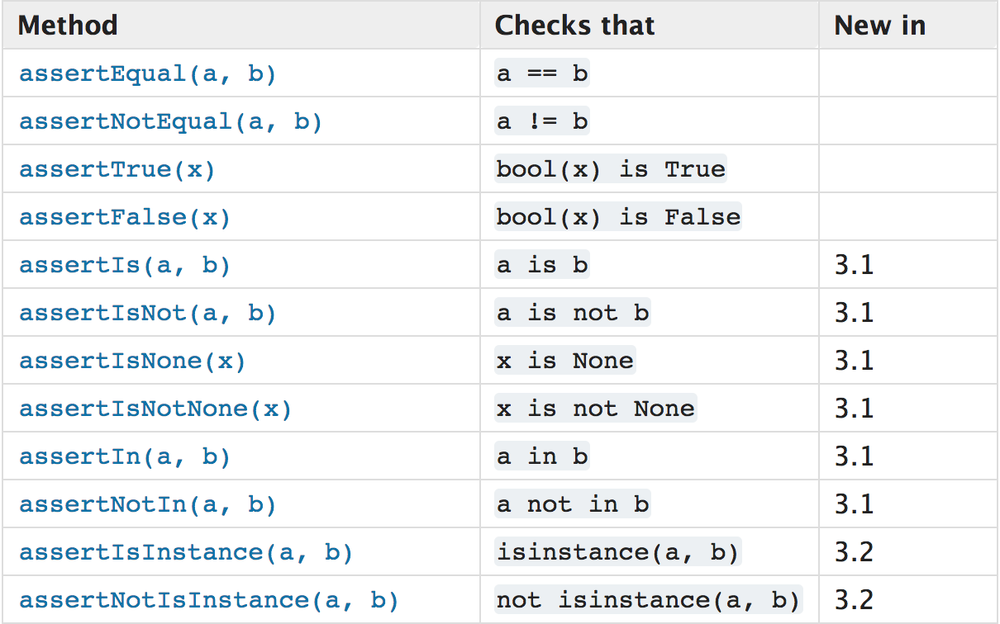 Method Checks that New in
assertEqual(a, b) a == b
assertNotEqual(a, b) a != b
assertTrue(x) bool(x) is True
assertFalse(x) bool(x) is False
assertIs(a, b) a is b 3.1
assertIsNot(a, b) a is not b 3.1
assertIsNone(x) x is None 3.1
assertIsNotNone(x) x is not None 3.1
assertIn(a, b) a in b 3.1
assertNotIn(a, b) a not in b 3.1
assertIsInstance(a, b) isinstance(a, b) 3.2
assertNotIsInstance(a, b) not isinstance(a, b) 3.2